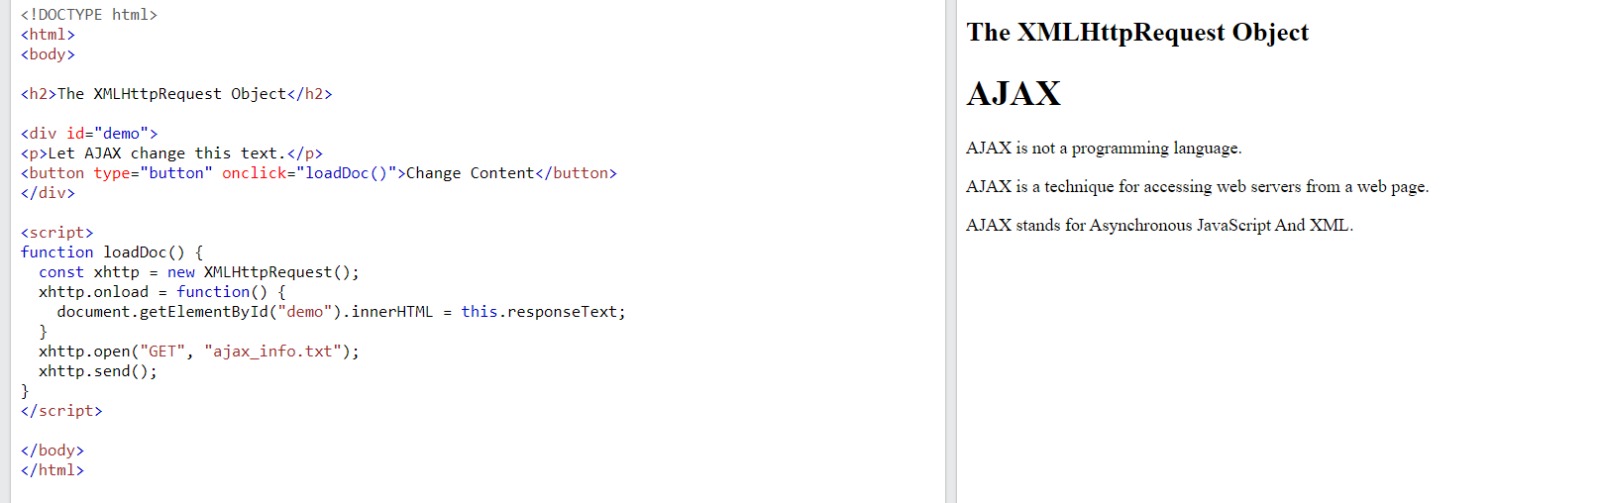 <!DOCTYPE html>
<html>
<body>
<h2>The XMLHttpRequest Object</h2>
<div id="demo">
<p>Let AJAX change this text.</p>
<button type="button" onclick="loadDoc()">Change Content</button>
</div>
<script>
function loadDoc() {
  const xhttp = new XMLHttpRequest();
  xhttp.onload = function() {
    document.getElementById("demo").innerHTML = this.responseText;
  }
  xhttp.open("GET", "ajax_info.txt");
  xhttp.send();
}
</script>
</body>
</html>
The XMLHttpRequest Object
AJAX
AJAX is not a programming language.
AJAX is a technique for accessing web servers from a web page.
AJAX stands for Asynchronous JavaScript And XML.